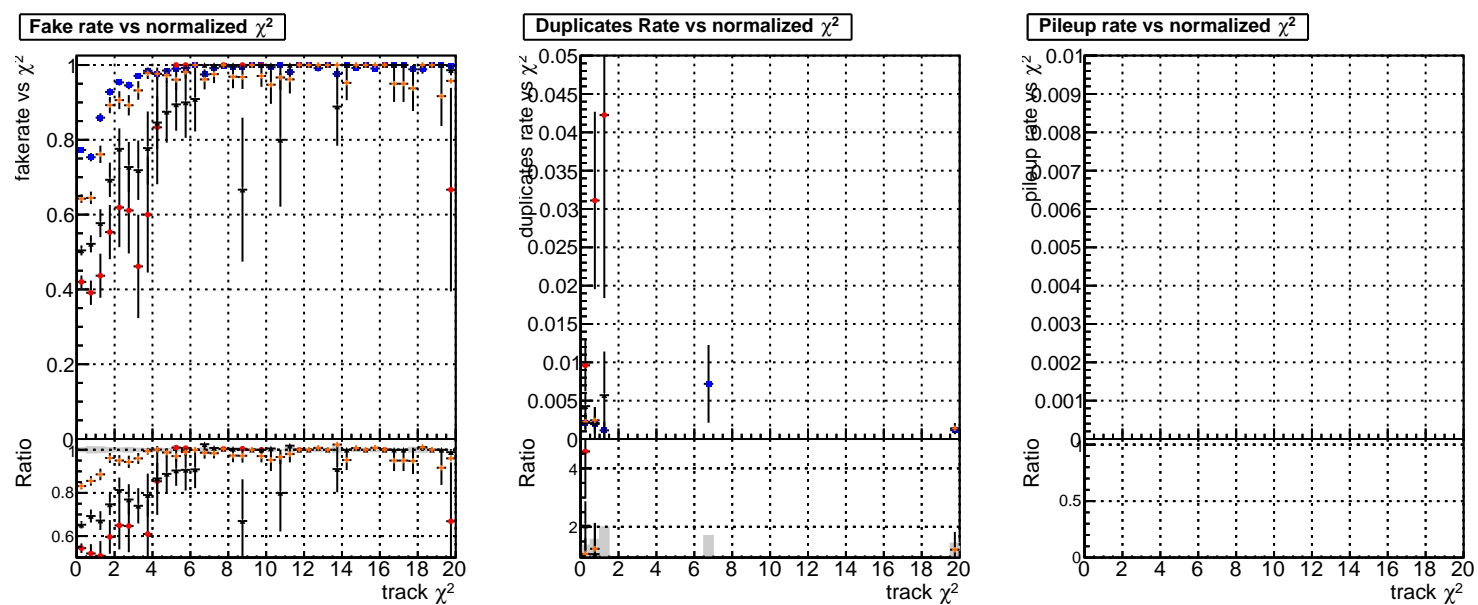 Fake rate vs normalized χ²
fakerate vs χ²
1
0.8
0.6
0.4
0.2
0
Ratio
1
0.8
0.6
0 2 4 6 8 10 12 14 16 18 20
track χ²
Duplicates Rate vs normalized χ²
duplicates rate vs χ²
0.05
0.045
0.04
0.035
0.03
0.025
0.02
0.015
0.01
0.005
0
Ratio
4
2
0 2 4 6 8 10 12 14 16 18 20
track χ²
Pileup rate vs normalized χ²
pileup rate vs χ²
0.01
0.009
0.008
0.007
0.006
0.005
0.004
0.003
0.002
0.001
0
Ratio
1
0.5
0
0 2 4 6 8 10 12 14 16 18 20
track χ²